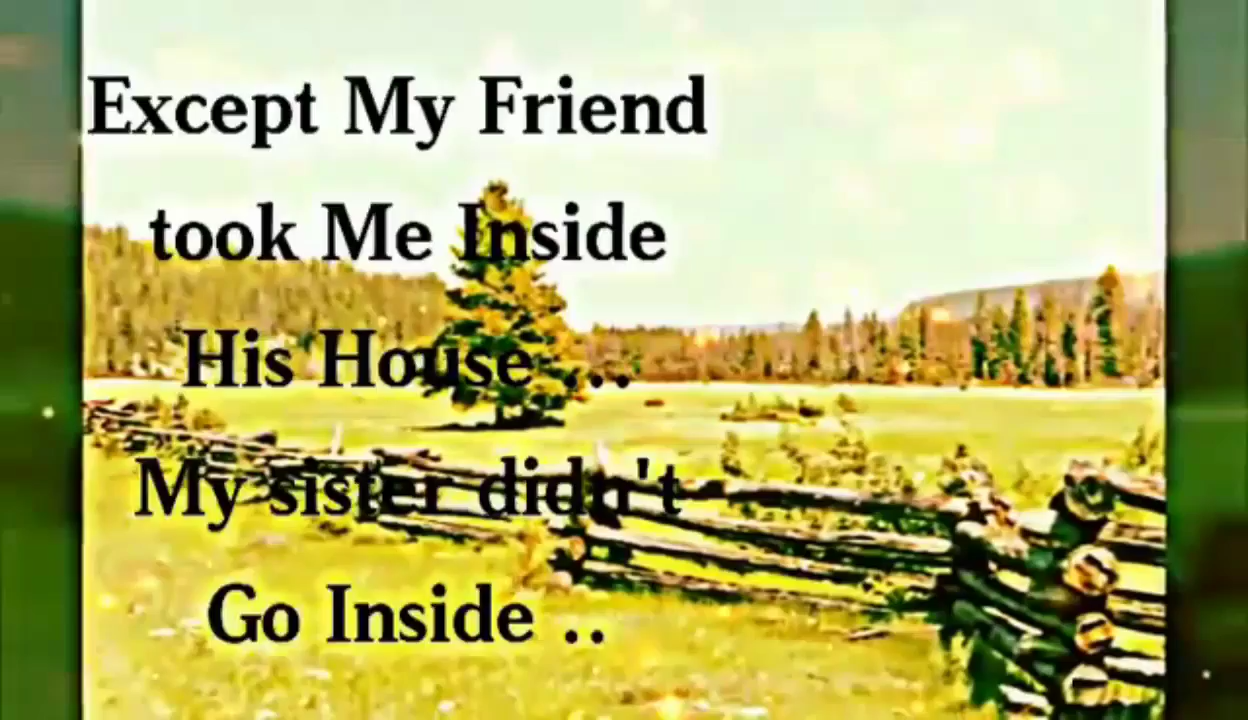 Except My Friend
took Me Inside
His House ...
My sister didn't
Go Inside ..